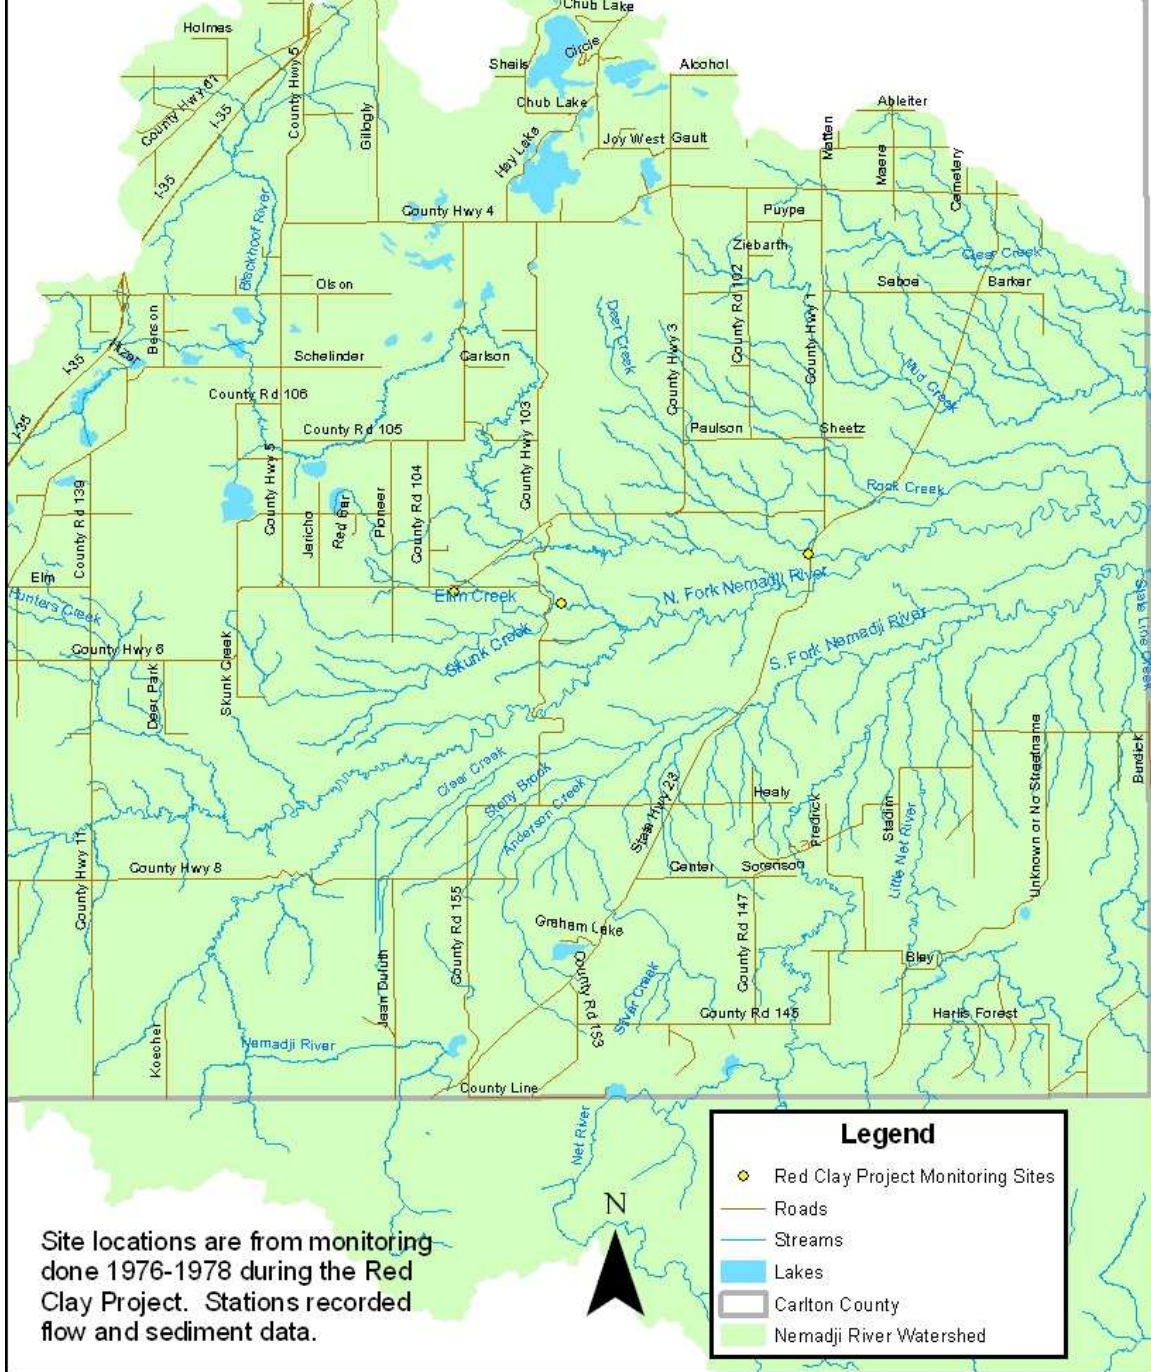 Chub Lake
Holmes
Circle
Sheils
Alcohol
County Hwy 61
I-35
County Hwy 5
Gillogly
Chub Lake
Ableiter
Hay Lake
Joy West
Gault
Matten
Maere
Cemetery
I-35
Blackhoof River
County Hwy 4
Puype
Ziebarth
Clear Creek
Olson
County Rd 102
Saboe
Barker
Benson
Deer Creek
County Hwy 3
County Hwy 1
I-35
Hizer
Schelinder
Carlson
Mud Creek
County Rd 106
I-35
County Rd 105
County Hwy 103
Paulson
Sheetz
County Rd 139
County Hwy 5
Jericho
Pioneer
County Rd 104
Rock Creek
Elm
Hunters Creek
Elim Creek
N. Fork Nemadji River
State Line Creek
Skunk Creek
S. Fork Nemadji River
County Hwy 6
Deer Park
Skunk Creek
Clear Creek
Stony Brook
Anderson Creek
State Hwy 23
Healy
Fredrick
Stadin
Little Net River
Unknown or No Streetname
Burdick
County Hwy 11
County Hwy 8
Center
Sorenson
County Rd 155
County Rd 147
Graham Lake
Jean Duluth
County Rd 153
Silver Creek
Bley
Koecher
Nemadji River
County Rd 145
Harlis Forest
County Line
Net River
Legend
Red Clay Project Monitoring Sites
Roads
Streams
Lakes
Carlton County
Nemadji River Watershed
N
Site locations are from monitoring
done 1976-1978 during the Red
Clay Project. Stations recorded
flow and sediment data.